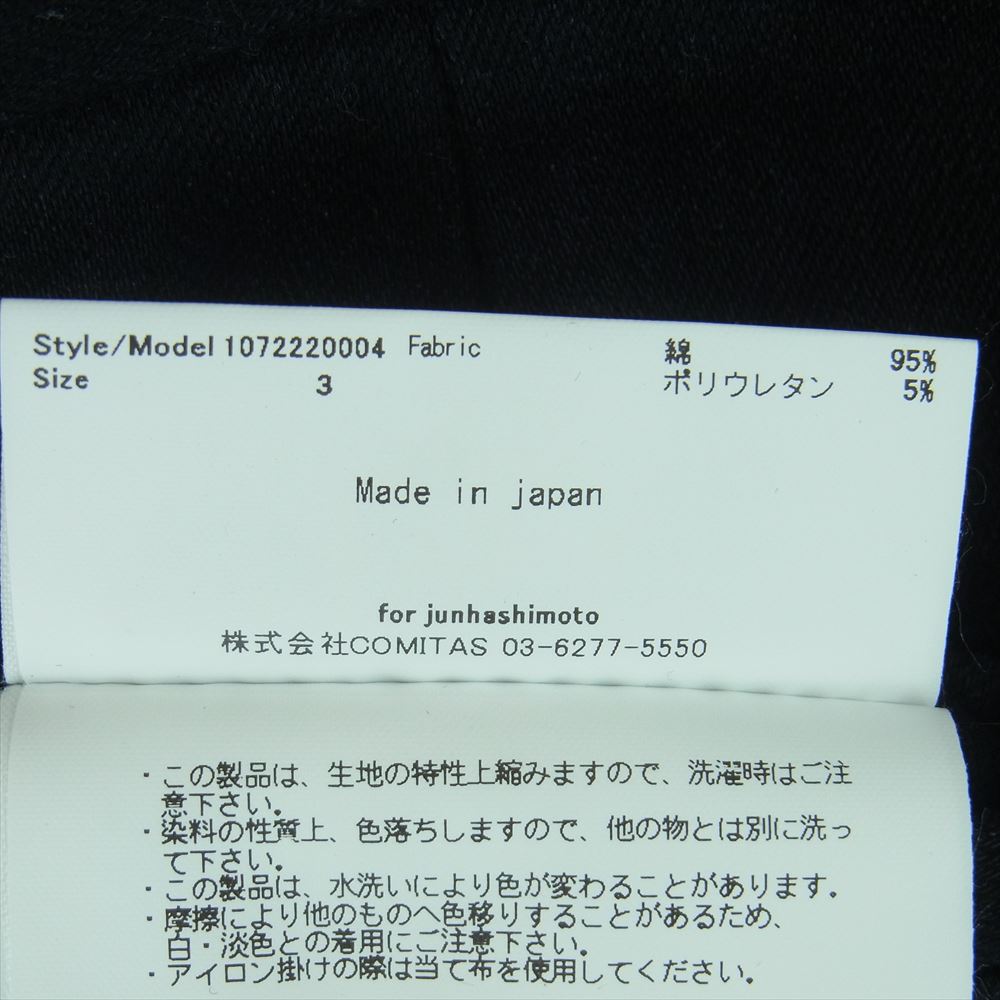 Style/Model 1072220004 Fabric 綿 95%
Size 3 ポリウレタン 5%
Made in japan
for junhashimoto
株式会社COMITAS 03-6277-5550
・この製品は、生地の特性上縮みますので、洗濯時はご注
意下さい。
・染料の性質上、色落ちしますので、他の物とは別に洗っ
て下さい。
・この製品は、水洗いにより色が変わることがあります。
・摩擦により他のものへ色移りすることがあるため、
白・淡色との着用にご注意下さい。
・アイロン掛けの際は当て布を使用してください。